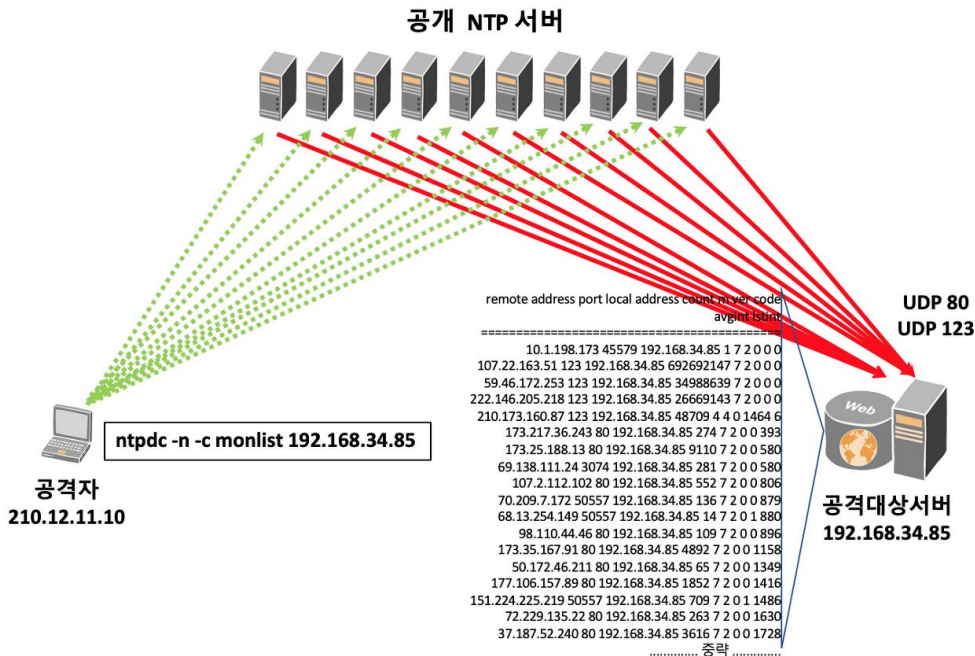 공개 NTP 서버
remote address port local address count m ver code
avgint lstint
===========================================
10.1.198.173 45579 192.168.34.85 1 7 2 0 0 0
107.22.163.51 123 192.168.34.85 692692147 7 2 0 0 0
59.46.172.253 123 192.168.34.85 34988639 7 2 0 0 0
222.146.205.218 123 192.168.34.85 26669143 7 2 0 0 0
210.173.160.87 123 192.168.34.85 48709 4 4 0 1464 6
173.217.36.243 80 192.168.34.85 274 7 2 0 0 393
173.25.188.13 80 192.168.34.85 9110 7 2 0 0 580
69.138.111.24 3074 192.168.34.85 281 7 2 0 0 580
107.2.112.102 80 192.168.34.85 552 7 2 0 0 806
70.209.7.172 50557 192.168.34.85 136 7 2 0 0 879
68.13.254.149 50557 192.168.34.85 14 7 2 0 1 880
98.110.44.46 80 192.168.34.85 109 7 2 0 0 896
173.35.167.91 80 192.168.34.85 4892 7 2 0 0 1158
50.172.46.211 80 192.168.34.85 65 7 2 0 0 1349
177.106.157.89 80 192.168.34.85 1852 7 2 0 0 1416
151.224.225.219 50557 192.168.34.85 709 7 2 0 1 1486
72.229.135.22 80 192.168.34.85 263 7 2 0 0 1630
37.187.52.240 80 192.168.34.85 3616 7 2 0 0 1728
.............. 중략 .............
UDP 80
UDP 123
Web
공격대상서버
192.168.34.85
ntpdc -n -c monlist 192.168.34.85
공격자
210.12.11.10